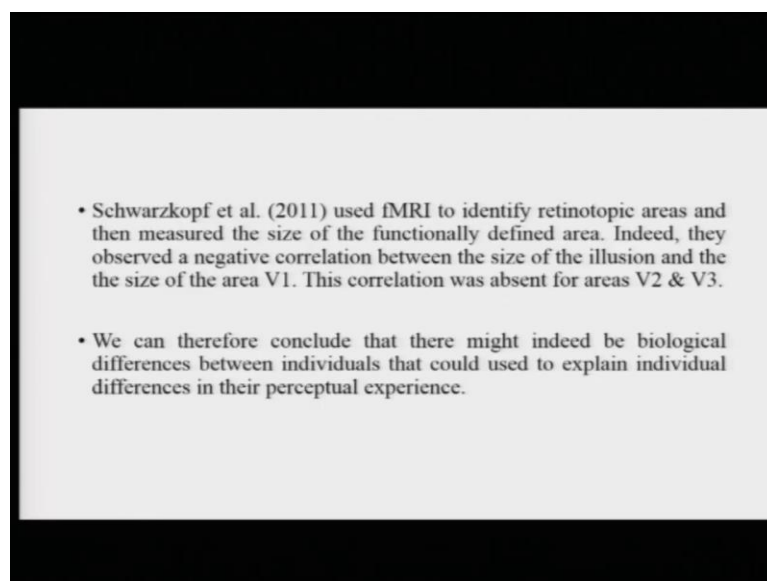 • Schwarzkopf et al. (2011) used fMRI to identify retinotopic areas and
then measured the size of the functionally defined area. Indeed, they
observed a negative correlation between the size of the illusion and the
the size of the area V1. This correlation was absent for areas V2 & V3.
• We can therefore conclude that there might indeed be biological
differences between individuals that could used to explain individual
differences in their perceptual experience.